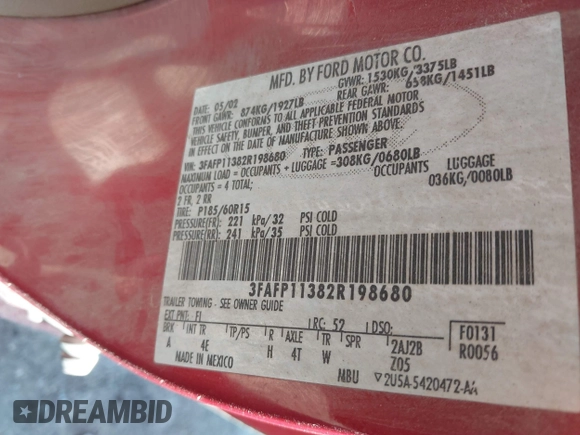 MFD. BY FORD MOTOR CO.
DATE: 05/02 GVWR: 1530KG/3375LB
FRONT GAWR: 874KG/1927LB REAR GAWR: 658KG/1451LB
THIS VEHICLE CONFORMS TO ALL APPLICABLE FEDERAL MOTOR
VEHICLE SAFETY, BUMPER, AND THEFT PREVENTION STANDARDS
IN EFFECT ON THE DATE OF MANUFACTURE SHOWN ABOVE.
VIN: 3FAFP11382R198680 TYPE: PASSENGER
MAXIMUM LOAD = OCCUPANTS + LUGGAGE =308KG/0680LB
OCCUPANTS = 4 TOTAL; OCCUPANTS LUGGAGE
2 FR, 2 RR 036KG/0080LB
TIRE: P185/60R15
PRESSURE(FR) 221 kPa/32 PSI COLD
PRESSURE(RR) 241 kPa/35 PSI COLD
3FAFP11382R198680
TRAILER TOWING - SEE OWNER GUIDE
EXT PNT: FI RC: 52 DSO: F0131
BRK INT TR TP/PS R AXLE TR SPR R0056
A 4E H 4T W 2AJ2B
Z05
MADE IN MEXICO MBU 2U5A-5420472-AA
DREAMBID